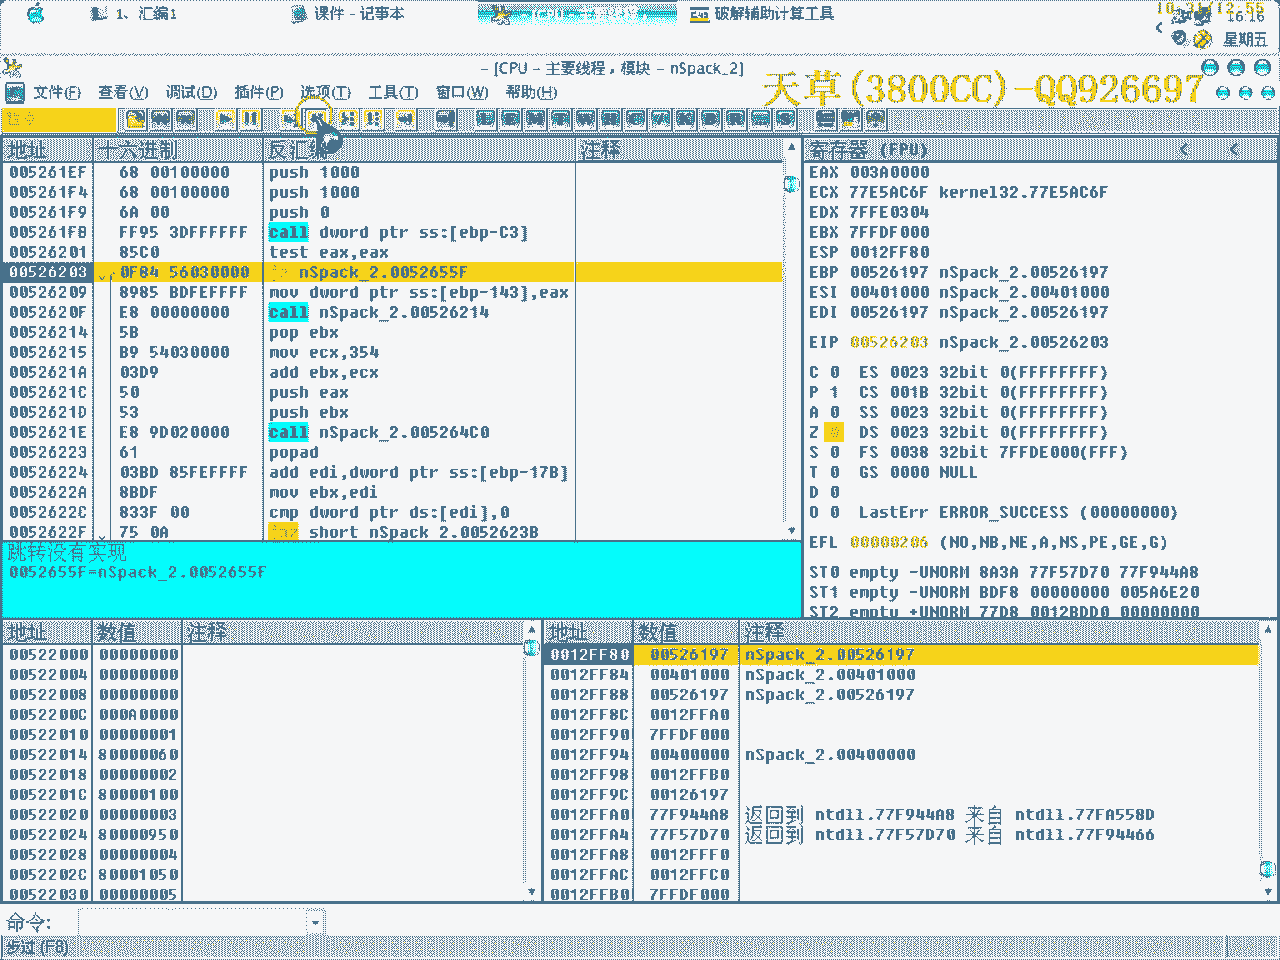 1、汇编1
课件 - 记事本
破解辅助计算工具
16:16
星期五
- [CPU - 主要线程，模块 - nSpack_2]
天草(3800CC)-QQ926697
文件(F) 查看(V) 调试(D) 插件(P) 选项(T) 工具(T) 窗口(W) 帮助(H)
地址 十六进制 反汇编 注释
005261EF 68 00100000 push 1000
005261F4 68 00100000 push 1000
005261F9 6A 00 push 0
005261FB FF95 3DFFFFFF call dword ptr ss:[ebp-C3]
00526201 85C0 test eax,eax
00526203 0F84 56030000 nSpack_2.0052655F
00526209 8985 BDFEFFFF mov dword ptr ss:[ebp-143],eax
0052620F E8 00000000 call nSpack_2.00526214
00526214 5B pop ebx
00526215 B9 54030000 mov ecx,354
0052621A 03D9 add ebx,ecx
0052621C 50 push eax
0052621D 53 push ebx
0052621E E8 9D020000 call nSpack_2.005264C0
00526223 61 popad
00526224 03BD 85FEFFFF add edi,dword ptr ss:[ebp-17B]
0052622A 8BDF mov ebx,edi
0052622C 833F 00 cmp dword ptr ds:[edi],0
0052622F 75 0A jnz short nSpack_2.0052623B
跳转没有实现
0052655F=nSpack_2.0052655F
寄存器 (FPU) < <
EAX 003A0000
ECX 77E5AC6F kernel32.77E5AC6F
EDX 7FFE0304
EBX 7FFDF000
ESP 0012FF80
EBP 00526197 nSpack_2.00526197
ESI 00401000 nSpack_2.00401000
EDI 00526197 nSpack_2.00526197
EIP 00526203 nSpack_2.00526203
C 0 ES 0023 32bit 0(FFFFFFFF)
P 1 CS 001B 32bit 0(FFFFFFFF)
A 0 SS 0023 32bit 0(FFFFFFFF)
Z 0 DS 0023 32bit 0(FFFFFFFF)
S 0 FS 0038 32bit 7FFDE000(FFF)
T 0 GS 0000 NULL
D 0
O 0 LastErr ERROR_SUCCESS (00000000)
EFL 00000206 (NO,NB,NE,A,NS,PE,GE,G)
ST0 empty -UNORM 8A3A 77F57D70 77F944A8
ST1 empty -UNORM BDF8 00000000 005A6E20
ST2 empty +UNORM 77D8 0012BDD0 00000000
地址 数值 注释
00522000 00000000
00522004 00000000
00522008 00000000
0052200C 000A0000
00522010 00000001
00522014 80000060
00522018 00000002
0052201C 80000100
00522020 00000003
00522024 80000950
00522028 00000004
0052202C 80001050
00522030 00000005
地址 数值 注释
0012FF80 00526197 nSpack_2.00526197
0012FF84 00401000 nSpack_2.00401000
0012FF88 00526197 nSpack_2.00526197
0012FF8C 0012FFA0
0012FF90 7FFDF000
0012FF94 00400000 nSpack_2.00400000
0012FF98 0012FFB0
0012FF9C 00126197
0012FFA0 77F944A8 返回到 ntdll.77F944A8 来自 ntdll.77FA558D
0012FFA4 77F57D70 返回到 ntdll.77F57D70 来自 ntdll.77F94466
0012FFA8 0012FFF0
0012FFAC 0012FFC0
0012FFB0 7FFDF000
命令:
步过 (F8)